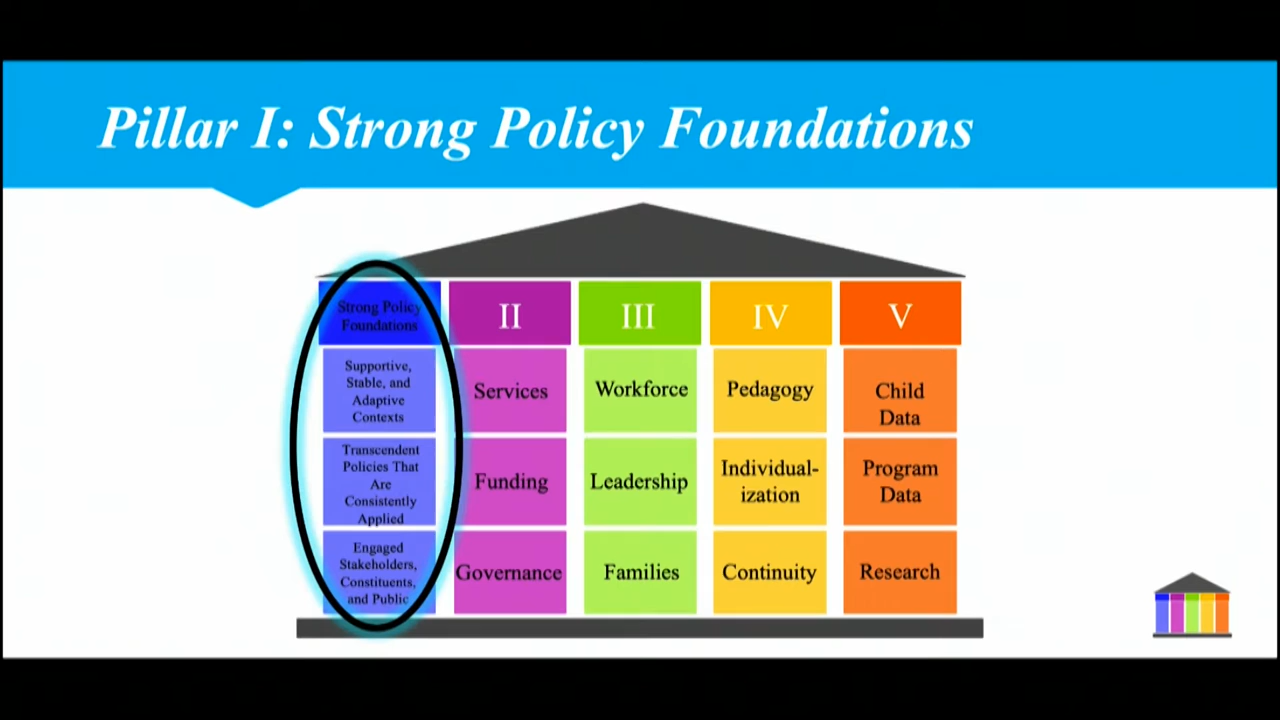 Pillar I: Strong Policy Foundations
Strong Policy
Foundations
Supportive,
Stable, and
Adaptive
Contexts
Transcendent
Policies That
Are
Consistently
Applied
Engaged
Stakeholders,
Constituents,
and Public
II
Services
Funding
Governance
III
Workforce
Leadership
Families
IV
Pedagogy
Individual-
ization
Continuity
V
Child
Data
Program
Data
Research